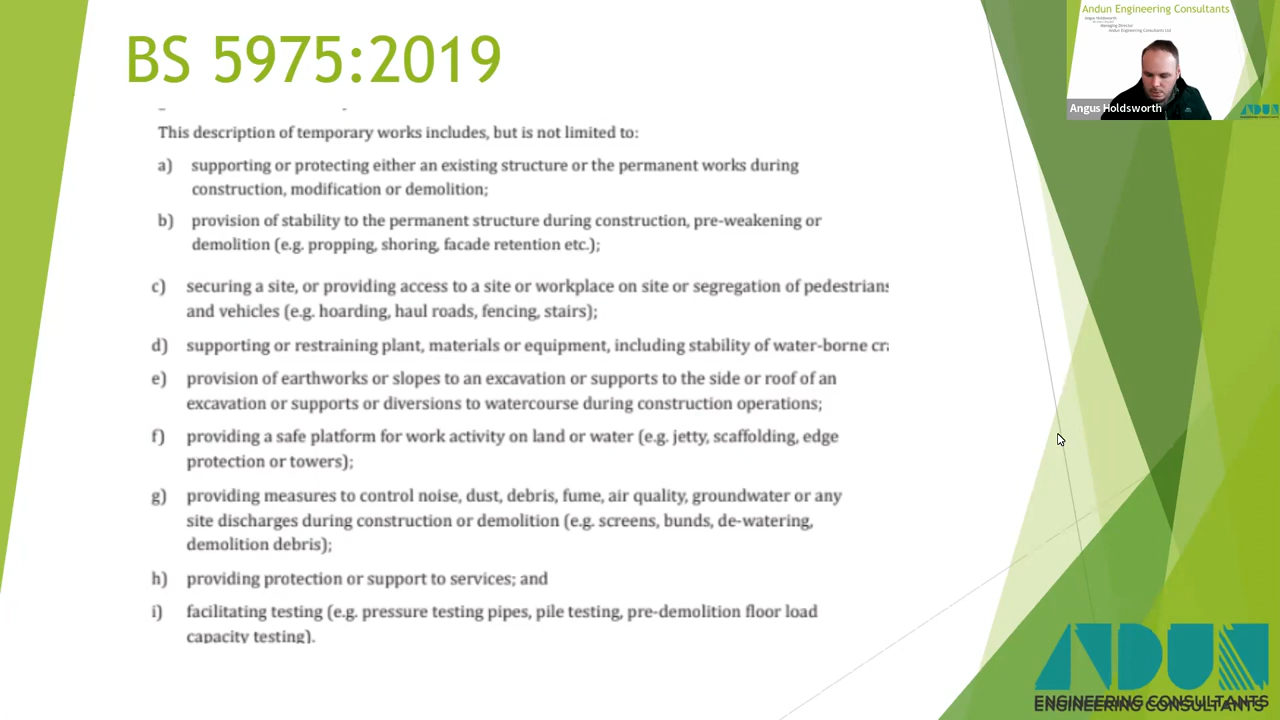 BS 5975:2019
This description of temporary works includes, but is not limited to:
a) supporting or protecting either an existing structure or the permanent works during
construction, modification or demolition;
b) provision of stability to the permanent structure during construction, pre-weakening or
demolition (e.g. propping, shoring, facade retention etc.);
c) securing a site, or providing access to a site or workplace on site or segregation of pedestrians
and vehicles (e.g. hoarding, haul roads, fencing, stairs);
d) supporting or restraining plant, materials or equipment, including stability of water-borne
e) provision of earthworks or slopes to an excavation or supports to the side or roof of an
excavation or supports or diversions to watercourse during construction operations;
f) providing a safe platform for work activity on land or water (e.g. jetty, scaffolding, edge
protection or towers);
g) providing measures to control noise, dust, debris, fume, air quality, groundwater or any
site discharges during construction or demolition (e.g. screens, bunds, de-watering,
demolition debris);
h) providing protection or support to services; and
i) facilitating testing (e.g. pressure testing pipes, pile testing, pre-demolition floor load
capacity testing).
Andun Engineering Consultants
Angus Holdsworth
Managing Director
Andun Engineering Consultants Ltd
Angus Holdsworth
ANDUN
ENGINEERING CONSULTANTS